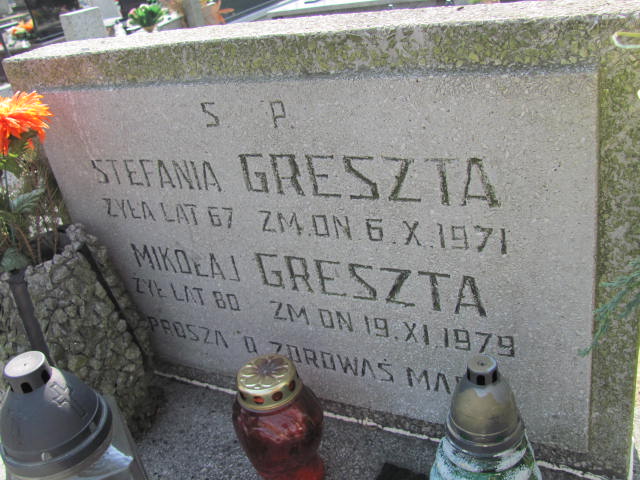 S. P.
STEFANIA GRESZTA
ŻYŁA LAT 67 ZM. DN 6.X.1971
MIKOŁAJ GRESZTA
ŻYŁ LAT 80 ZM DN 19.XI.1979
PROSZĄ O ZDROWAŚ